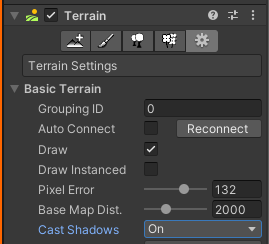 Terrain
Terrain Settings
Basic Terrain
Grouping ID 0
Auto Connect Reconnect
Draw
Draw Instanced
Pixel Error 132
Base Map Dist. 2000
Cast Shadows On